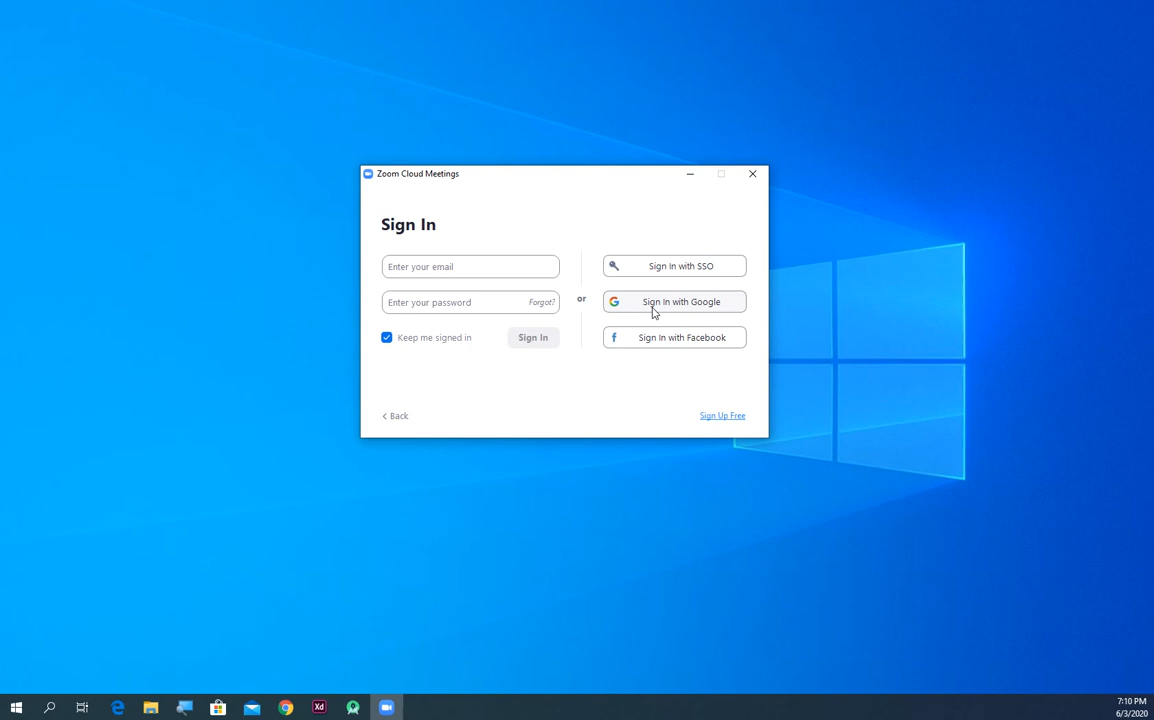 Zoom Cloud Meetings
Sign In
Enter your email
Enter your password Forgot?
Keep me signed in Sign In
or
Sign In with SSO
Sign In with Google
Sign In with Facebook
Back
Sign Up Free
Xd
7:10 PM
6/3/2020